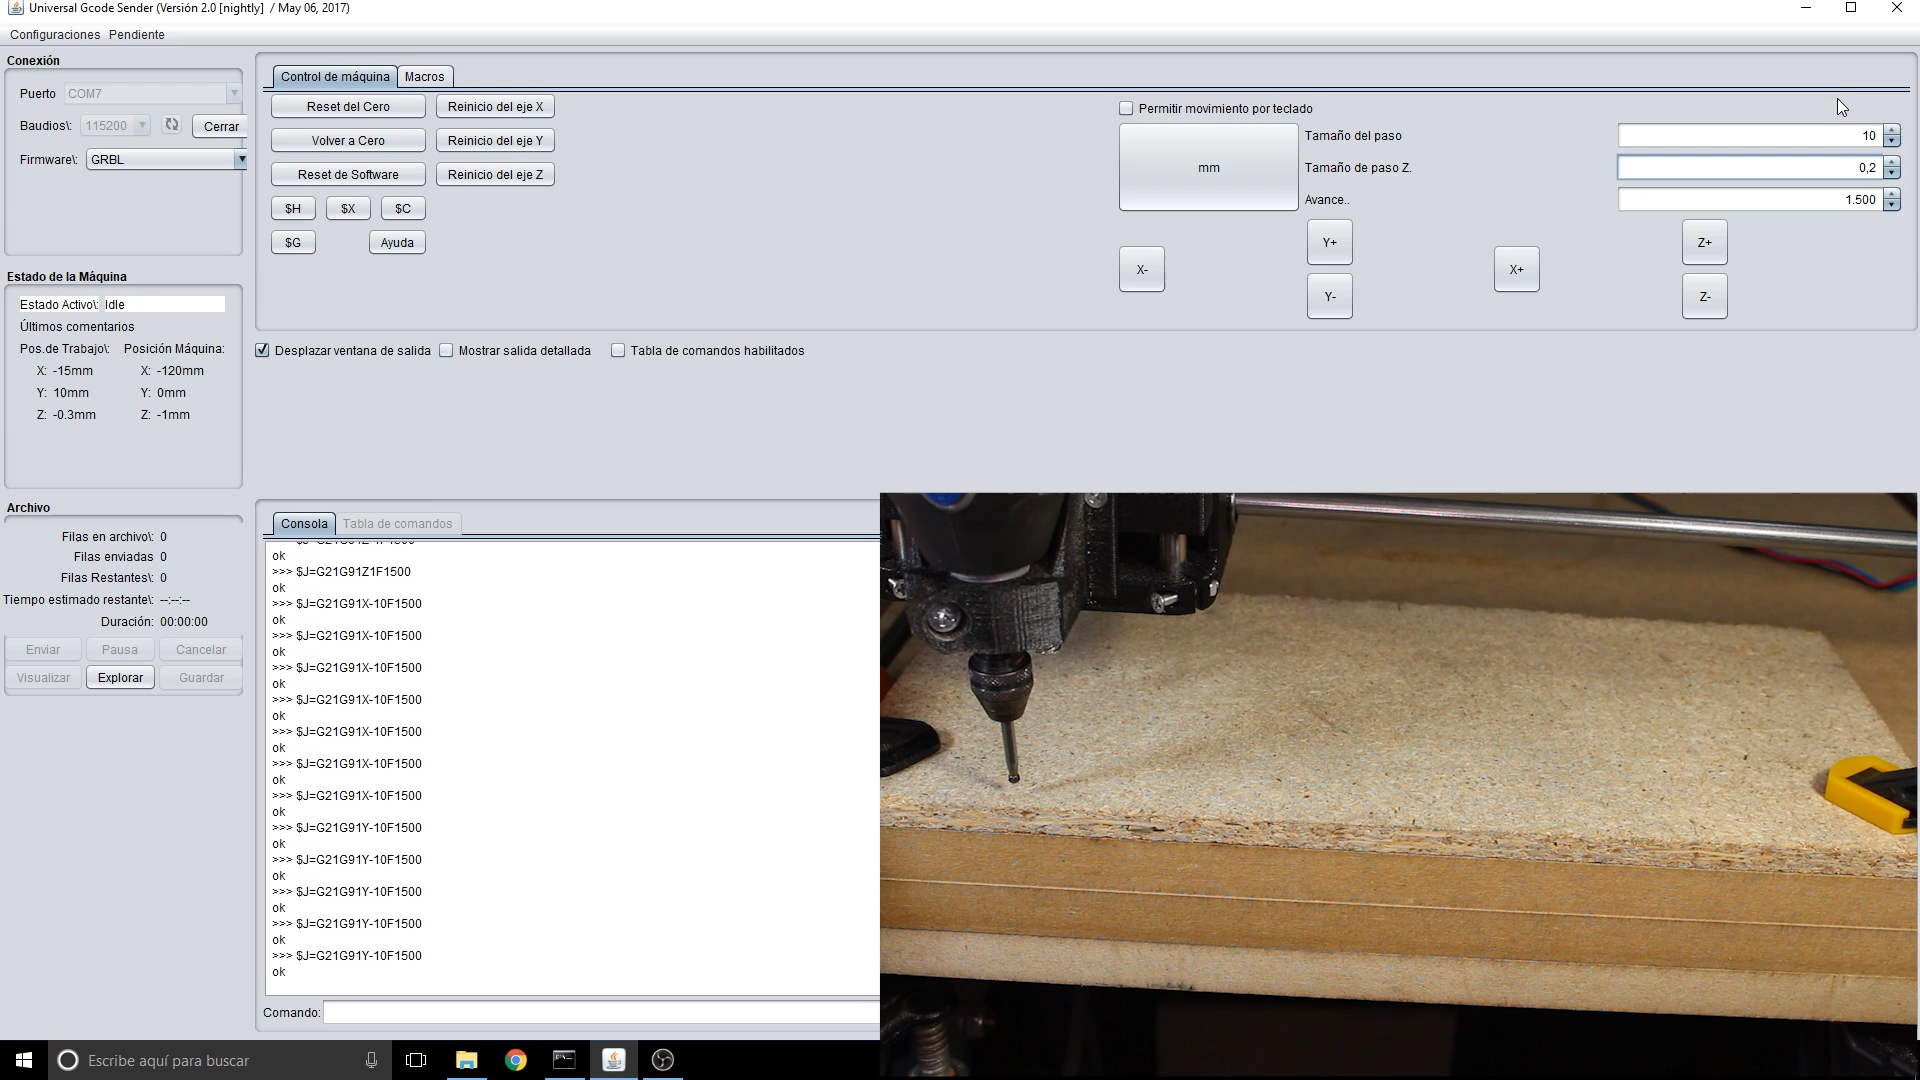 Universal Gcode Sender (Versión 2.0 [nightly] / May 06, 2017)
Configuraciones Pendiente
Conexión
Puerto COM7
Baudios\: 115200 Cerrar
Firmware\: GRBL
Control de máquina Macros
Reset del Cero Reinicio del eje X
Volver a Cero Reinicio del eje Y
Reset de Software Reinicio del eje Z
$H $X $C
$G Ayuda
Permitir movimiento por teclado
mm
Tamaño del paso 10
Tamaño de paso Z. 0,2
Avance.. 1.500
X- Y+ Y- X+ Z+ Z-
Estado de la Máquina
Estado Activo\: Idle
Últimos comentarios
Pos.de Trabajo\: Posición Máquina:
X: -15mm X: -120mm
Y: 10mm Y: 0mm
Z: -0.3mm Z: -1mm
Desplazar ventana de salida Mostrar salida detallada Tabla de comandos habilitados
Archivo
Filas en archivo\: 0
Filas enviadas 0
Filas Restantes\: 0
Tiempo estimado restante\: --:--:--
Duración: 00:00:00
Enviar Pausa Cancelar
Visualizar Explorar Guardar
Consola Tabla de comandos
ok
>>> $J=G21G91Z1F1500
ok
>>> $J=G21G91X-10F1500
ok
>>> $J=G21G91X-10F1500
ok
>>> $J=G21G91X-10F1500
ok
>>> $J=G21G91X-10F1500
ok
>>> $J=G21G91X-10F1500
ok
>>> $J=G21G91X-10F1500
ok
>>> $J=G21G91X-10F1500
ok
>>> $J=G21G91Y-10F1500
ok
>>> $J=G21G91Y-10F1500
ok
>>> $J=G21G91Y-10F1500
ok
>>> $J=G21G91Y-10F1500
ok
>>> $J=G21G91Y-10F1500
ok
Comando:
Escribe aquí para buscar